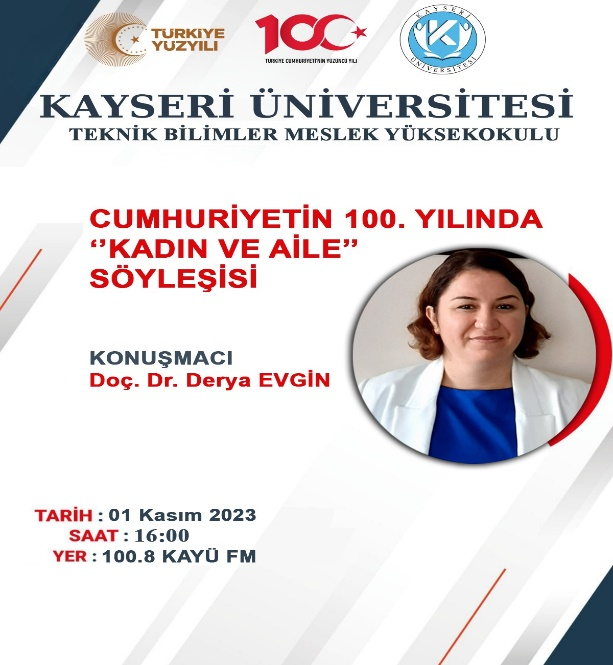 TÜRKİYE
YÜZYILI
100
TÜRKİYE CUMHURİYETİ'NİN YÜZÜNCÜ YILI
KAYSERİ
K
ÜNİVERSİTESİ
KAYSERİ ÜNİVERSİTESİ
TEKNİK BİLİMLER MESLEK YÜKSEKOKULU
CUMHURİYETİN 100. YILINDA
‘’KADIN VE AİLE’’
SÖYLEŞİSİ
KONUŞMACI
Doç. Dr. Derya EVGİN
TARİH : 01 Kasım 2023
SAAT : 16:00
YER : 100.8 KAYÜ FM